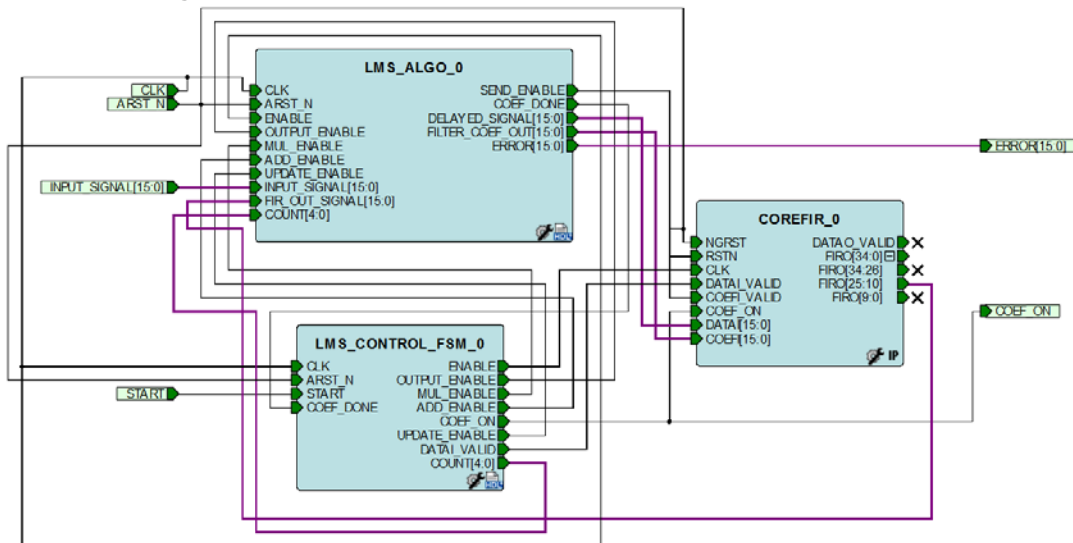 LMS_ALGO_0
CLK
ARST_N
ENABLE
OUTPUT_ENABLE
MUL_ENABLE
ADD_ENABLE
UPDATE_ENABLE
INPUT_SIGNAL[15:0]
FIR_OUT_SIGNAL[15:0]
COUNT[4:0]
SEND_ENABLE
COEF_DONE
DELAYED_SIGNAL[15:0]
FILTER_COEF_OUT[15:0]
ERROR[15:0]
HDL
CLK
ARST_N
INPUT_SIGNAL[15:0]
START
ERROR[15:0]
COEF_ON
COREFIR_0
NGRST
RSTN
CLK
DATAI_VALID
COEFI_VALID
COEF_ON
DATAI[15:0]
COEFI[15:0]
DATAO_VALID
FIRO[34:0]
FIRO[34:26]
FIRO[25:10]
FIRO[9:0]
IP
LMS_CONTROL_FSM_0
CLK
ARST_N
START
COEF_DONE
ENABLE
OUTPUT_ENABLE
MUL_ENABLE
ADD_ENABLE
COEF_ON
UPDATE_ENABLE
DATAI_VALID
COUNT[4:0]
HDL